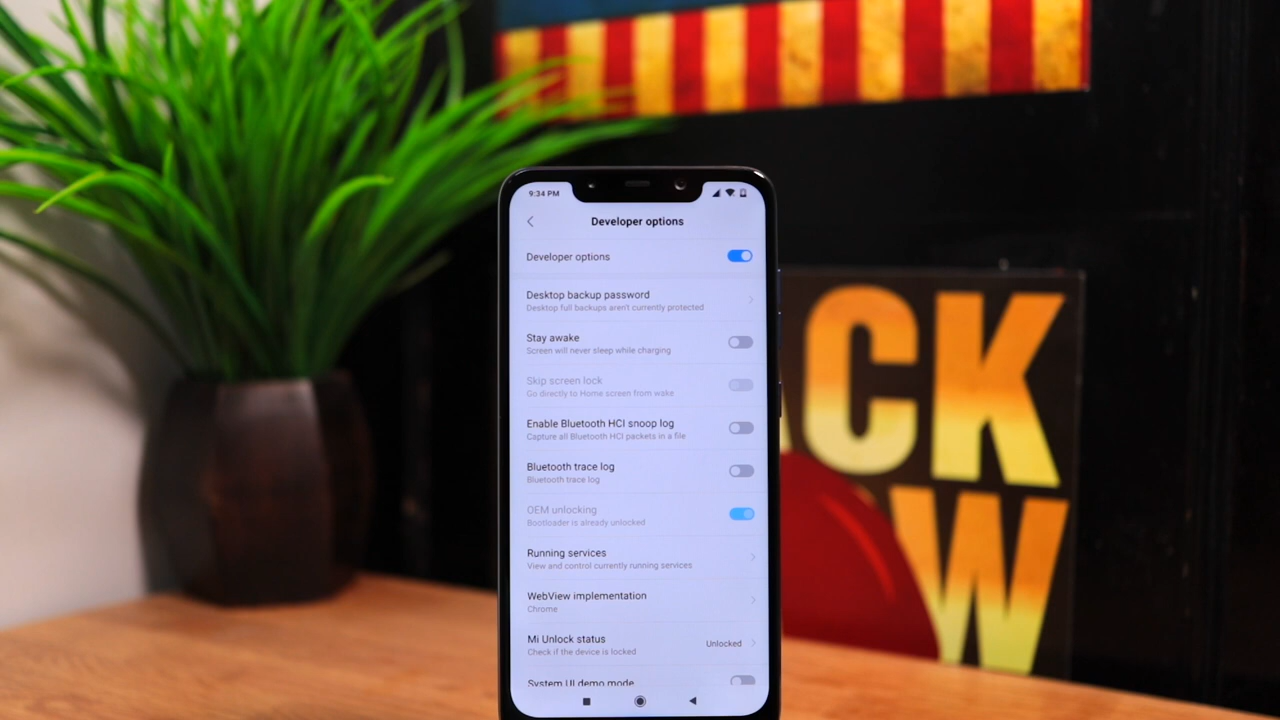 9:34 PM
Developer options
Developer options
Desktop backup password
Desktop full backups aren't currently protected
Stay awake
Screen will never sleep while charging
Skip screen lock
Go directly to Home screen from wake
Enable Bluetooth HCI snoop log
Capture all Bluetooth HCI packets in a file
Bluetooth trace log
Bluetooth trace log
OEM unlocking
Bootloader is already unlocked
Running services
View and control currently running services
WebView implementation
Chrome
Mi Unlock status
Check if the device is locked
Unlocked
System UI demo mode
CK
W